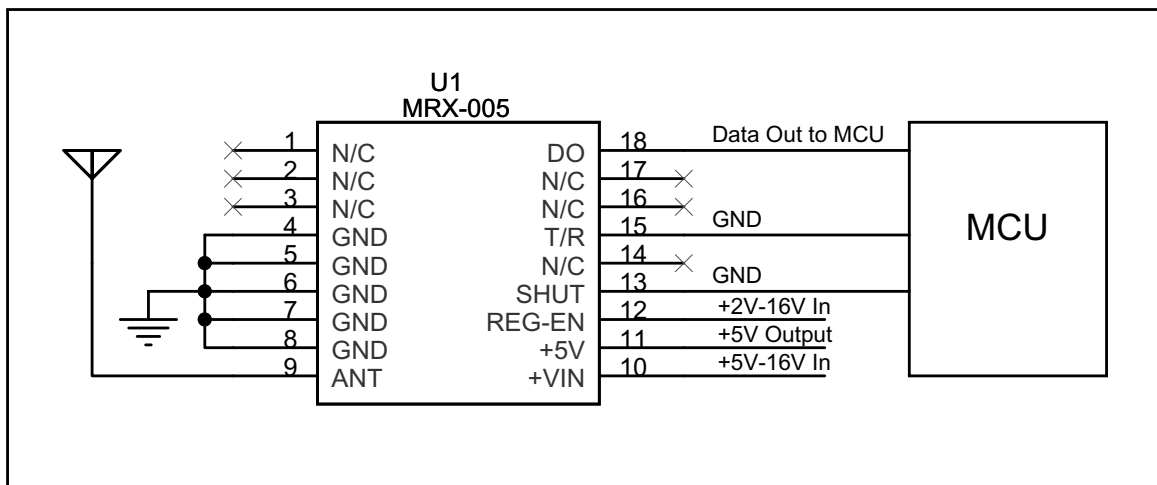 U1
MRX-005
1 N/C DO 18 Data Out to MCU
2 N/C N/C 17
3 N/C N/C 16
4 GND T/R 15 GND
5 GND N/C 14
6 GND SHUT 13 GND
7 GND REG-EN 12 +2V-16V In
8 GND +5V 11 +5V Output
9 ANT +VIN 10 +5V-16V In
MCU